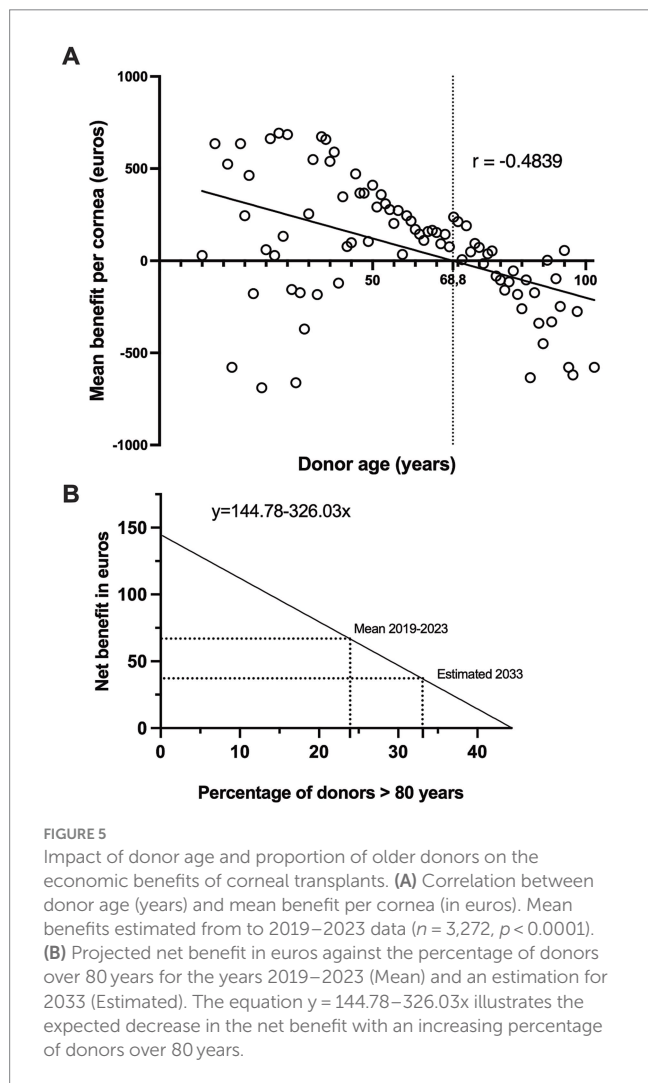 A
1000
500
0
-500
-1000
Mean benefit per cornea (euros)
r = -0.4839
50
68,8
100
Donor age (years)
B
y=144.78-326.03x
150
100
50
0
Net benefit in euros
Mean 2019-2023
Estimated 2033
0 10 20 30 40
Percentage of donors > 80 years
FIGURE 5
Impact of donor age and proportion of older donors on the
economic benefits of corneal transplants. (A) Correlation between
donor age (years) and mean benefit per cornea (in euros). Mean
benefits estimated from to 2019–2023 data (n = 3,272, p < 0.0001).
(B) Projected net benefit in euros against the percentage of donors
over 80 years for the years 2019–2023 (Mean) and an estimation for
2033 (Estimated). The equation y = 144.78–326.03x illustrates the
expected decrease in the net benefit with an increasing percentage
of donors over 80 years.